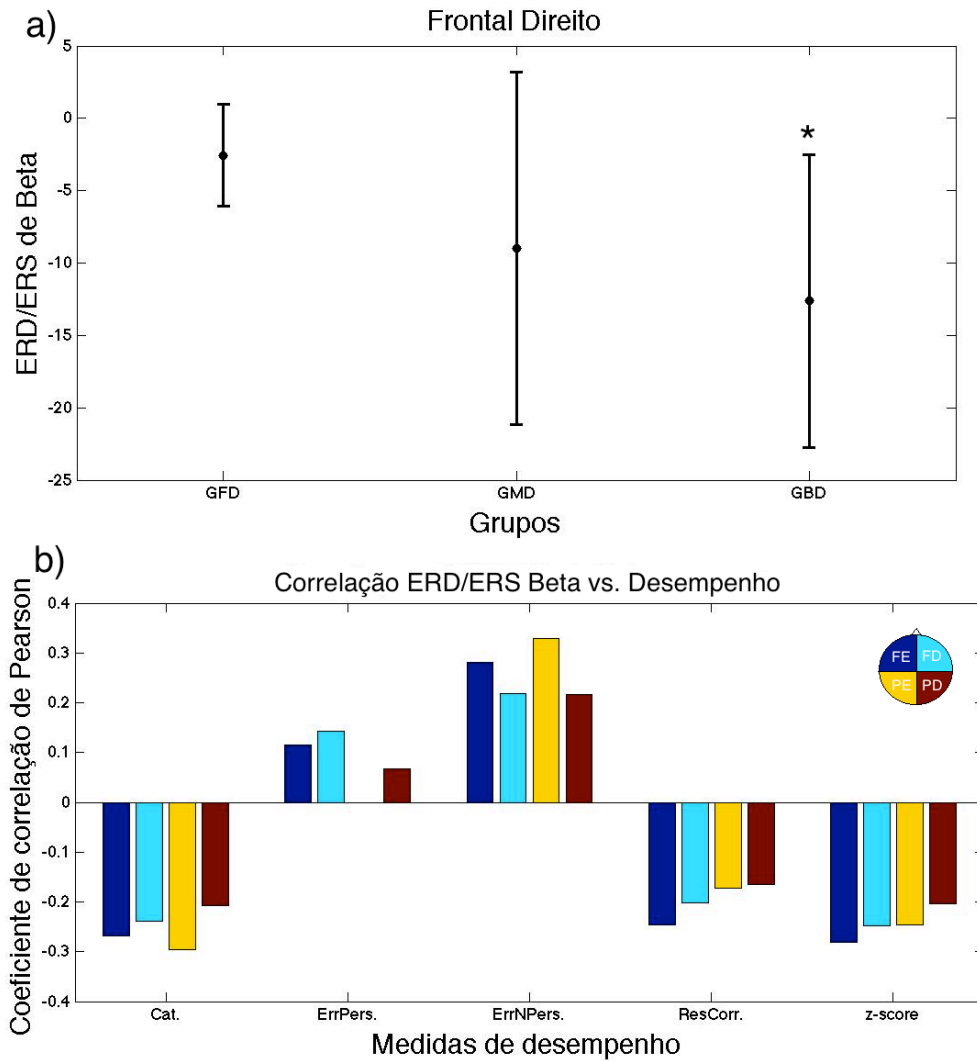 a)
Frontal Direito
ERD/ERS de Beta
5
0
-5
-10
-15
-20
-25
*
GFD GMD GBD
Grupos
b)
Correlação ERD/ERS Beta vs. Desempenho
Coeficiente de correlação de Pearson
0.4
0.3
0.2
0.1
0
-0.1
-0.2
-0.3
-0.4
FE FD
PE PD
Cat. ErrPers. ErrNPers. ResCorr. z-score
Medidas de desempenho